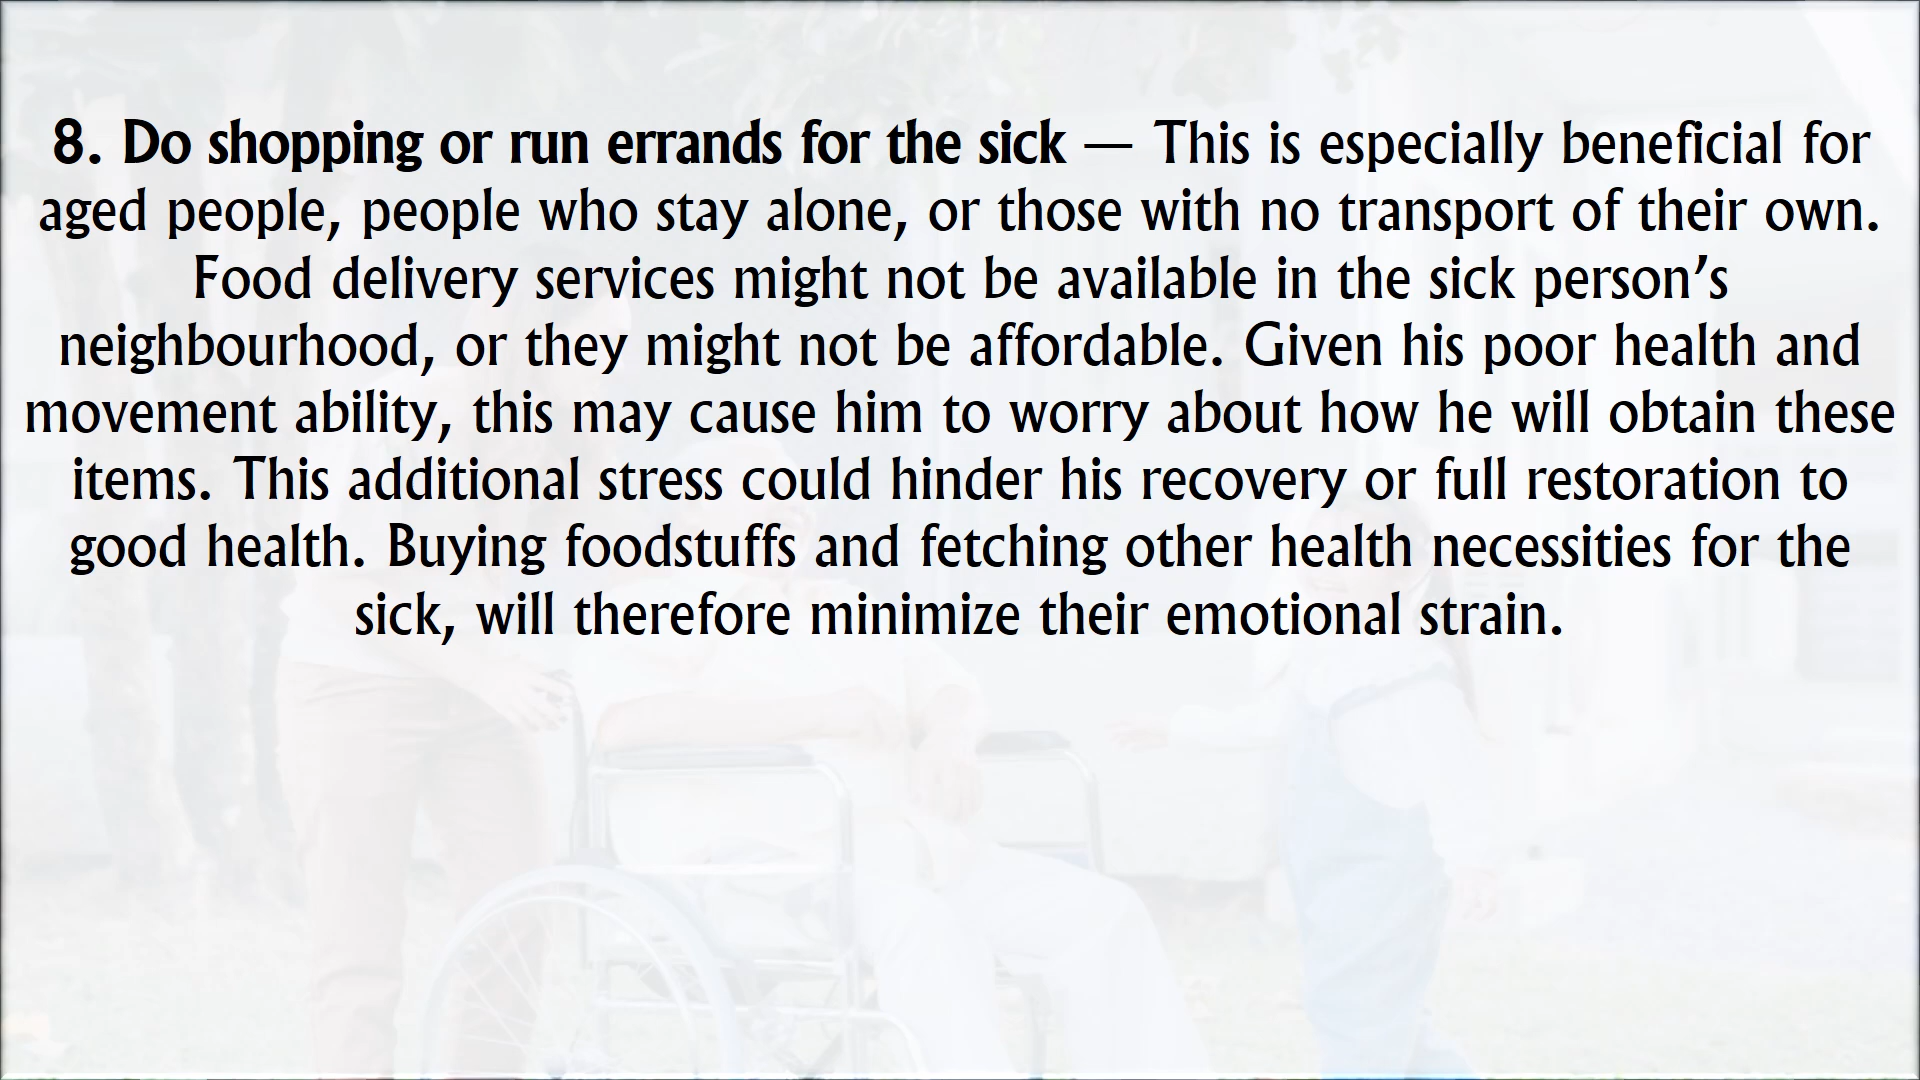 8. Do shopping or run errands for the sick — This is especially beneficial for
aged people, people who stay alone, or those with no transport of their own.
Food delivery services might not be available in the sick person’s
neighbourhood, or they might not be affordable. Given his poor health and
movement ability, this may cause him to worry about how he will obtain these
items. This additional stress could hinder his recovery or full restoration to
good health. Buying foodstuffs and fetching other health necessities for the
sick, will therefore minimize their emotional strain.